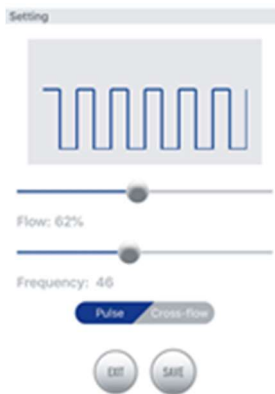 Setting
Flow: 62%
Frequency: 46
Pulse Cross-flow
EXIT SAVE